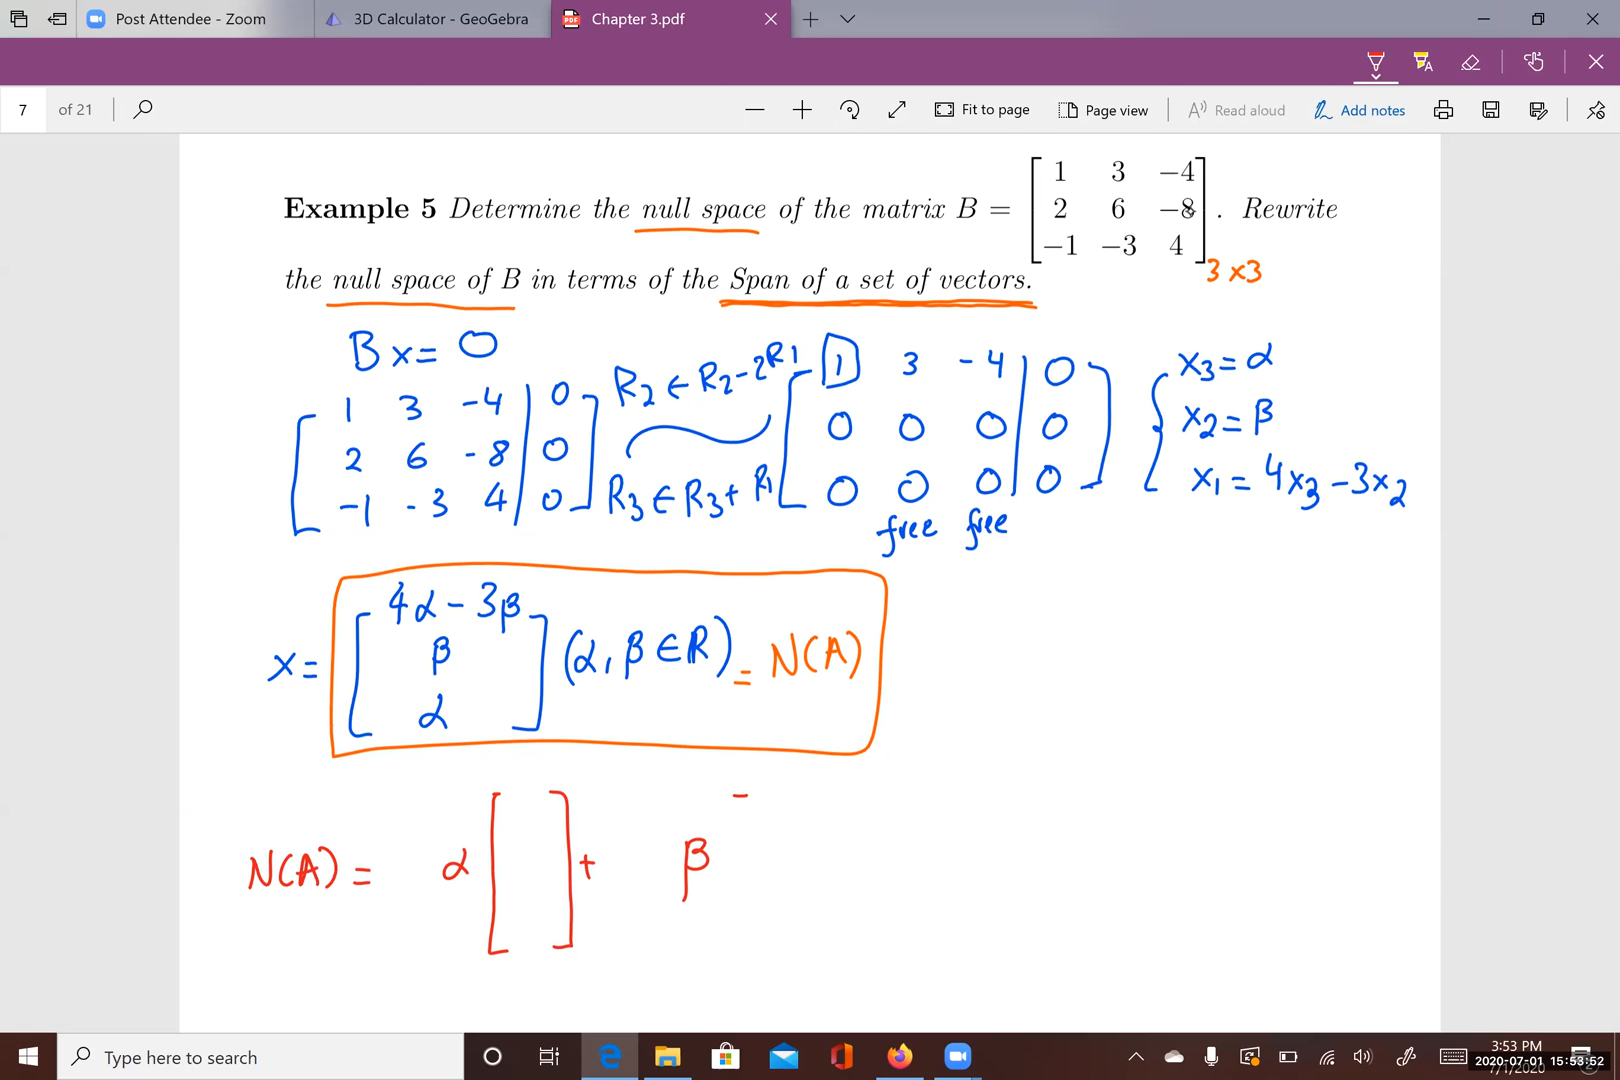 Post Attendee - Zoom
3D Calculator - GeoGebra
Chapter 3.pdf
7 of 21
Fit to page
Page view
Read aloud
Add notes
Example 5 Determine the null space of the matrix B = [1 3 −4
2 6 −8
−1 −3 4]. Rewrite
3 x3
the null space of B in terms of the Span of a set of vectors.
Bx = 0
[1 3 -4 | 0
2 6 -8 | 0
-1 -3 4 | 0]
R2 ← R2 - 2R1
R3 ← R3 + R1
[1 3 -4 | 0
0 0 0 | 0
0 0 0 | 0]
free free
{ x3 = α
x2 = β
x1 = 4x3 - 3x2
x = [4α - 3β
β
α] (α, β ∈ R) = N(A)
N(A) = α [ ] + β
Type here to search
3:53 PM
2020-07-01 15:53:52